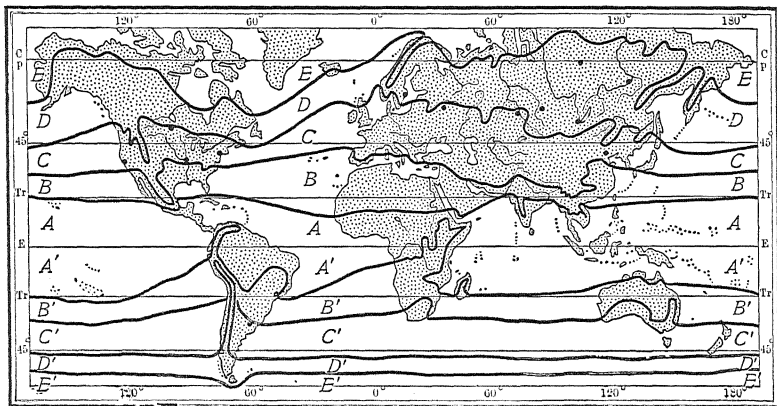 120° 60° 0° 60° 120° 180°
C p C p
E E E
D D D
45° 45°
C C C
B B B
Tr Tr
A A A
E E
A' A' A'
Tr Tr
B' B' B'
C' C' C'
45° 45°
D' D' D'
E' E' E'
120° 60° 0° 60° 120° 180°